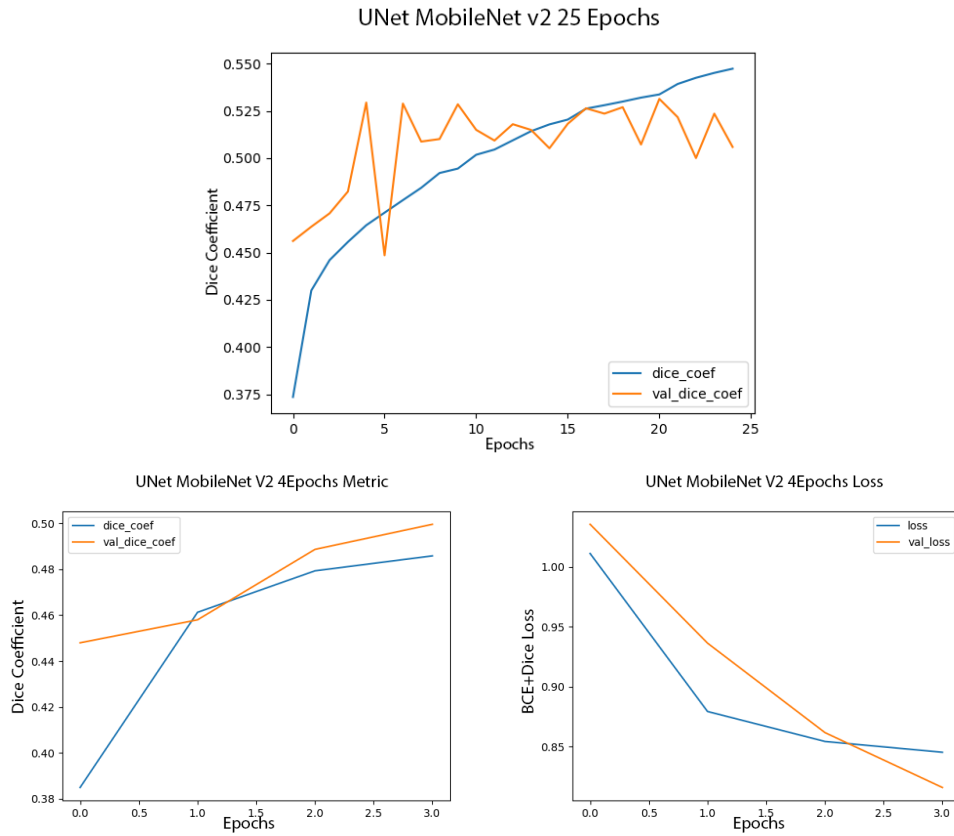 UNet MobileNet v2 25 Epochs
0.550
0.525
0.500
0.475
0.450
0.425
0.400
0.375
Dice Coefficient
dice_coef
val_dice_coef
0 5 10 15 20 25
Epochs
UNet MobileNet V2 4Epochs Metric
dice_coef
val_dice_coef
0.50
0.48
0.46
0.44
0.42
0.40
0.38
Dice Coefficient
0.0 0.5 1.0 1.5 2.0 2.5 3.0
Epochs
UNet MobileNet V2 4Epochs Loss
loss
val_loss
1.00
0.95
0.90
0.85
BCE+Dice Loss
0.0 0.5 1.0 1.5 2.0 2.5 3.0
Epochs